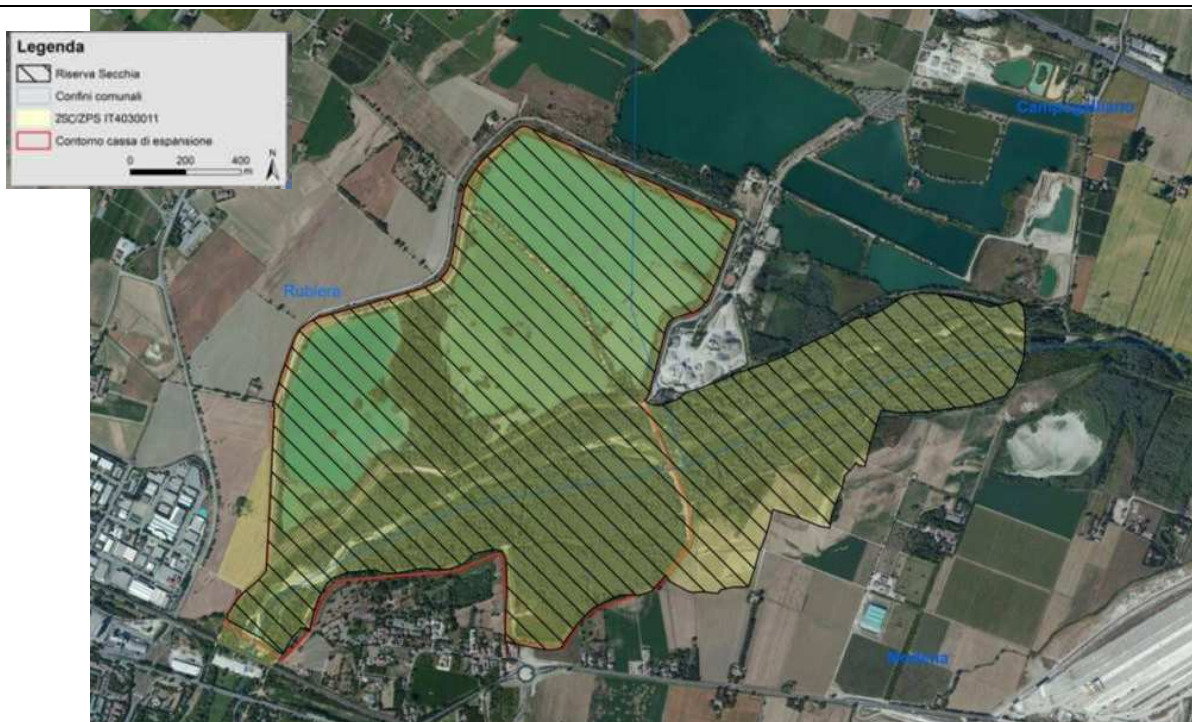 Legenda
Riserva Secchia
Confini comunali
ZSC/ZPS IT4030011
Contorno cassa di espansione
0 200 400
m
N
Campogalliano
Rubiera
Modena